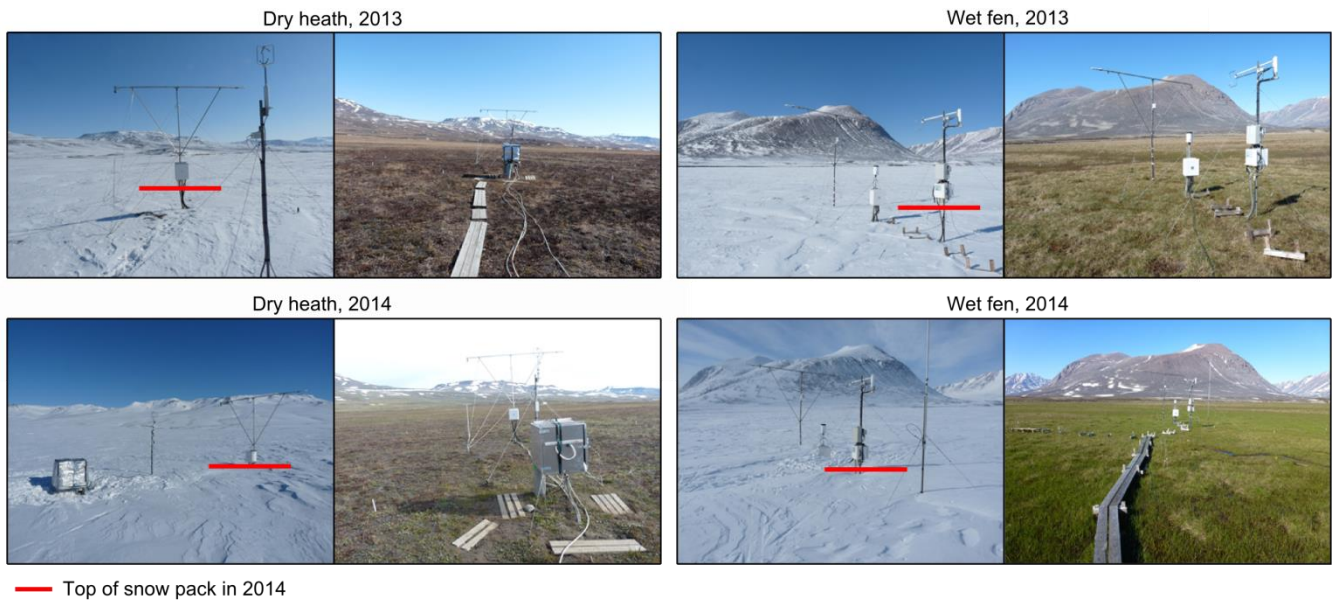 Dry heath, 2013
Wet fen, 2013
Dry heath, 2014
Wet fen, 2014
Top of snow pack in 2014